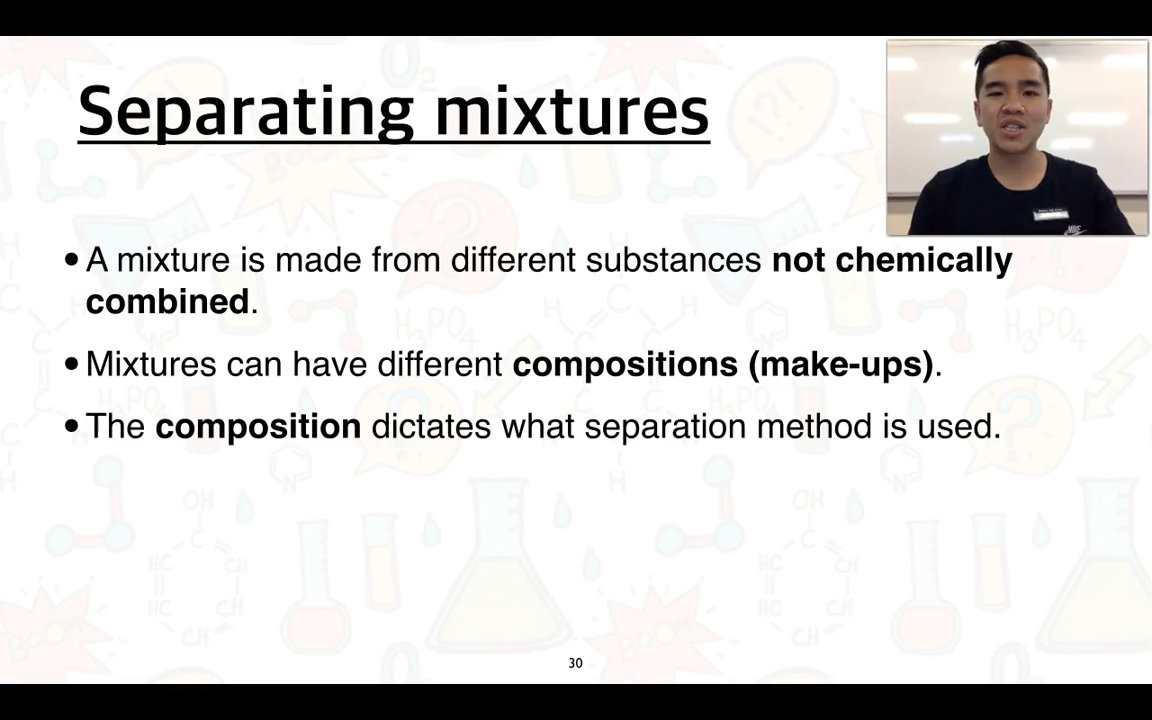 Separating mixtures
• A mixture is made from different substances not chemically
combined.
• Mixtures can have different compositions (make-ups).
• The composition dictates what separation method is used.
30